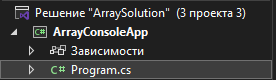 Решение "ArraySolution" (3 проекта 3)
ArrayConsoleApp
Зависимости
C# Program.cs